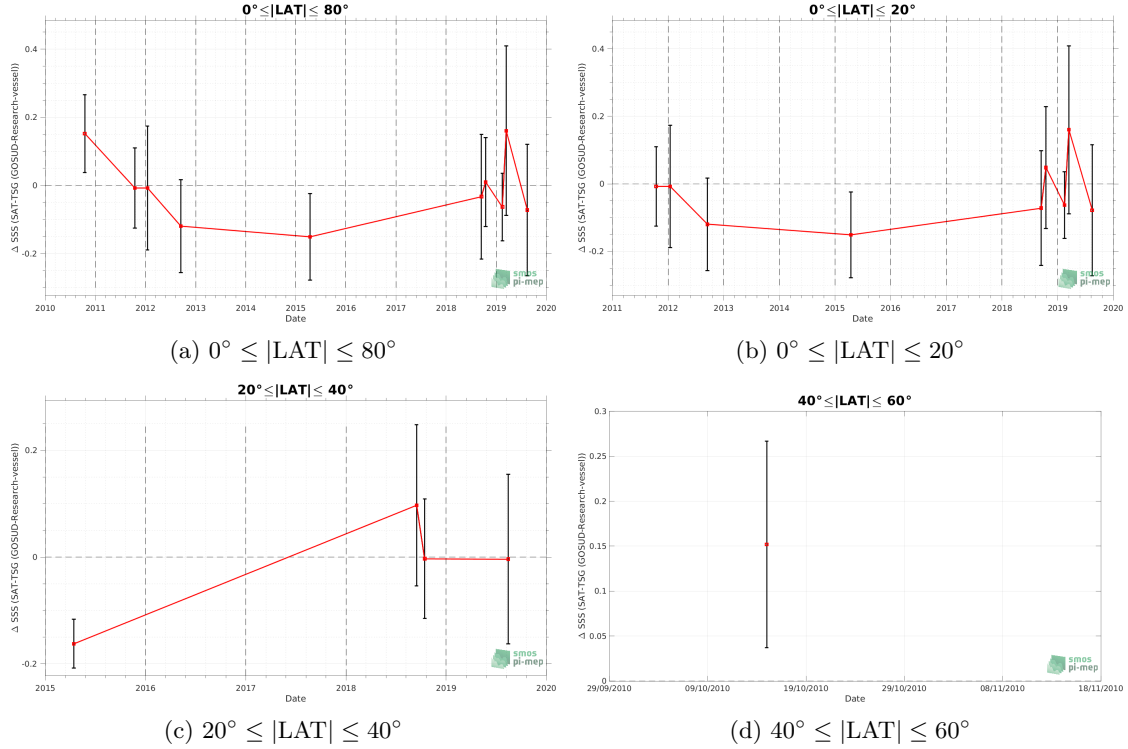 0°≤|LAT|≤ 80°
Δ SSS (SAT-TSG (GOSUD-Research-vessel))
0.4
0.2
0
-0.2
2010 2011 2012 2013 2014 2015 2016 2017 2018 2019 2020
Date
smos
pi-mep
(a) 0° ≤ |LAT| ≤ 80°
0°≤|LAT|≤ 20°
Δ SSS (SAT-TSG (GOSUD-Research-vessel))
0.4
0.2
0
-0.2
2011 2012 2013 2014 2015 2016 2017 2018 2019 2020
Date
smos
pi-mep
(b) 0° ≤ |LAT| ≤ 20°
20°≤|LAT|≤ 40°
Δ SSS (SAT-TSG (GOSUD-Research-vessel))
0.2
0
-0.2
2015 2016 2017 2018 2019 2020
Date
smos
pi-mep
(c) 20° ≤ |LAT| ≤ 40°
40°≤|LAT|≤ 60°
Δ SSS (SAT-TSG (GOSUD-Research-vessel))
0.3
0.25
0.2
0.15
0.1
0.05
0
29/09/2010 09/10/2010 19/10/2010 29/10/2010 08/11/2010 18/11/2010
Date
smos
pi-mep
(d) 40° ≤ |LAT| ≤ 60°